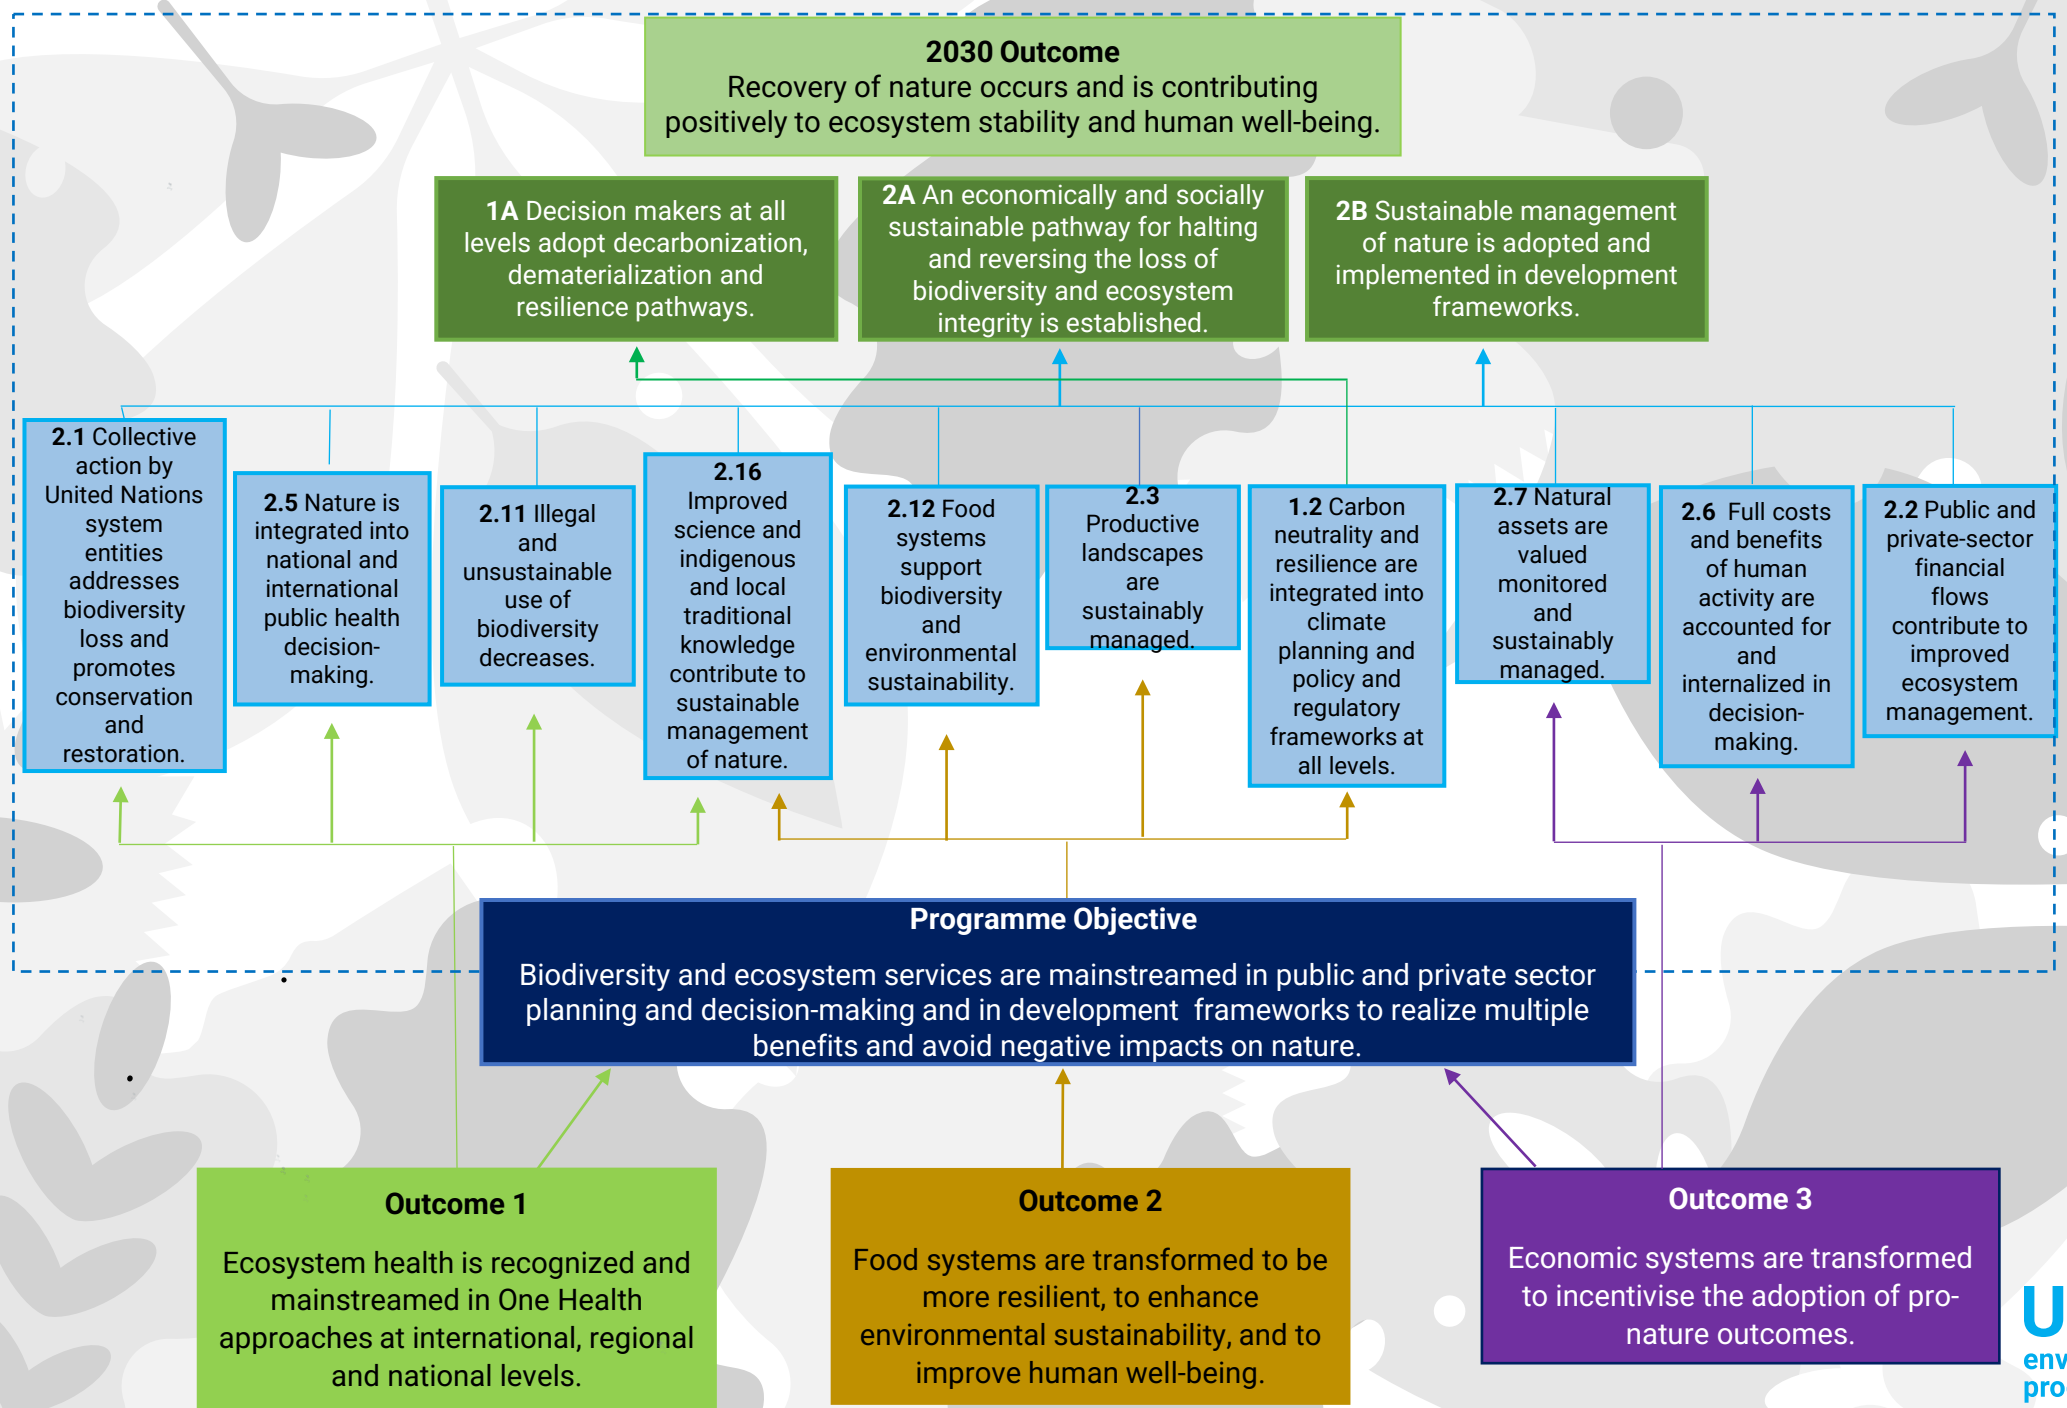 2030 Outcome
Recovery of nature occurs and is contributing
positively to ecosystem stability and human well-being.
1A Decision makers at all
levels adopt decarbonization,
dematerialization and
resilience pathways.
2A An economically and socially
sustainable pathway for halting
and reversing the loss of
biodiversity and ecosystem
integrity is established.
2B Sustainable management
of nature is adopted and
implemented in development
frameworks.
2.1 Collective
action by
United Nations
system
entities
addresses
biodiversity
loss and
promotes
conservation
and
restoration.
2.5 Nature is
integrated into
national and
international
public health
decision-
making.
2.11 Illegal
and
unsustainable
use of
biodiversity
decreases.
2.16
Improved
science and
indigenous
and local
traditional
knowledge
contribute to
sustainable
management
of nature.
2.12 Food
systems
support
biodiversity
and
environmental
sustainability.
2.3
Productive
landscapes
are
sustainably
managed.
1.2 Carbon
neutrality and
resilience are
integrated into
climate
planning and
policy and
regulatory
frameworks at
all levels.
2.7 Natural
assets are
valued
monitored
and
sustainably
managed.
2.6 Full costs
and benefits
of human
activity are
accounted for
and
internalized in
decision-
making.
2.2 Public and
private-sector
financial
flows
contribute to
improved
ecosystem
management.
Programme Objective
Biodiversity and ecosystem services are mainstreamed in public and private sector
planning and decision-making and in development frameworks to realize multiple
benefits and avoid negative impacts on nature.
Outcome 1
Ecosystem health is recognized and
mainstreamed in One Health
approaches at international, regional
and national levels.
Outcome 2
Food systems are transformed to be
more resilient, to enhance
environmental sustainability, and to
improve human well-being.
Outcome 3
Economic systems are transformed
to incentivise the adoption of pro-
nature outcomes.
U
env
pro